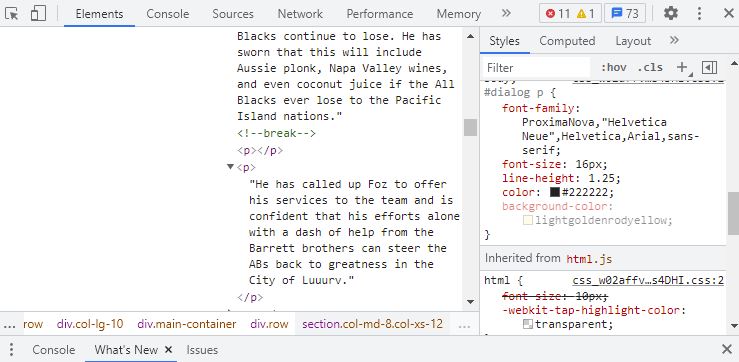 Elements Console Sources Network Performance Memory » 11 1 73
Blacks continue to lose. He has
sworn that this will include
Aussie plonk, Napa Valley wines,
and even coconut juice if the All
Blacks ever lose to the Pacific
Island nations."
<!--break-->
<p></p>
<p>
"He has called up Foz to offer
his services to the team and is
confident that his efforts alone
with a dash of help from the
Barrett brothers can steer the
ABs back to greatness in the
City of Luuurv."
</p>
… row div.col-lg-10 div.main-container div.row section.col-md-8.col-xs-12 ...
Styles Computed Layout »
Filter :hov .cls +
#dialog p {
font-family:
ProximaNova,"Helvetica
Neue",Helvetica,Arial,sans-
serif;
font-size: 16px;
line-height: 1.25;
color: #222222;
background-color:
lightgoldenrodyellow;
}
Inherited from html.js
html { css_w02affv…s4DHI.css:2
font-size: 10px;
-webkit-tap-highlight-color:
transparent;
Console What's New × Issues